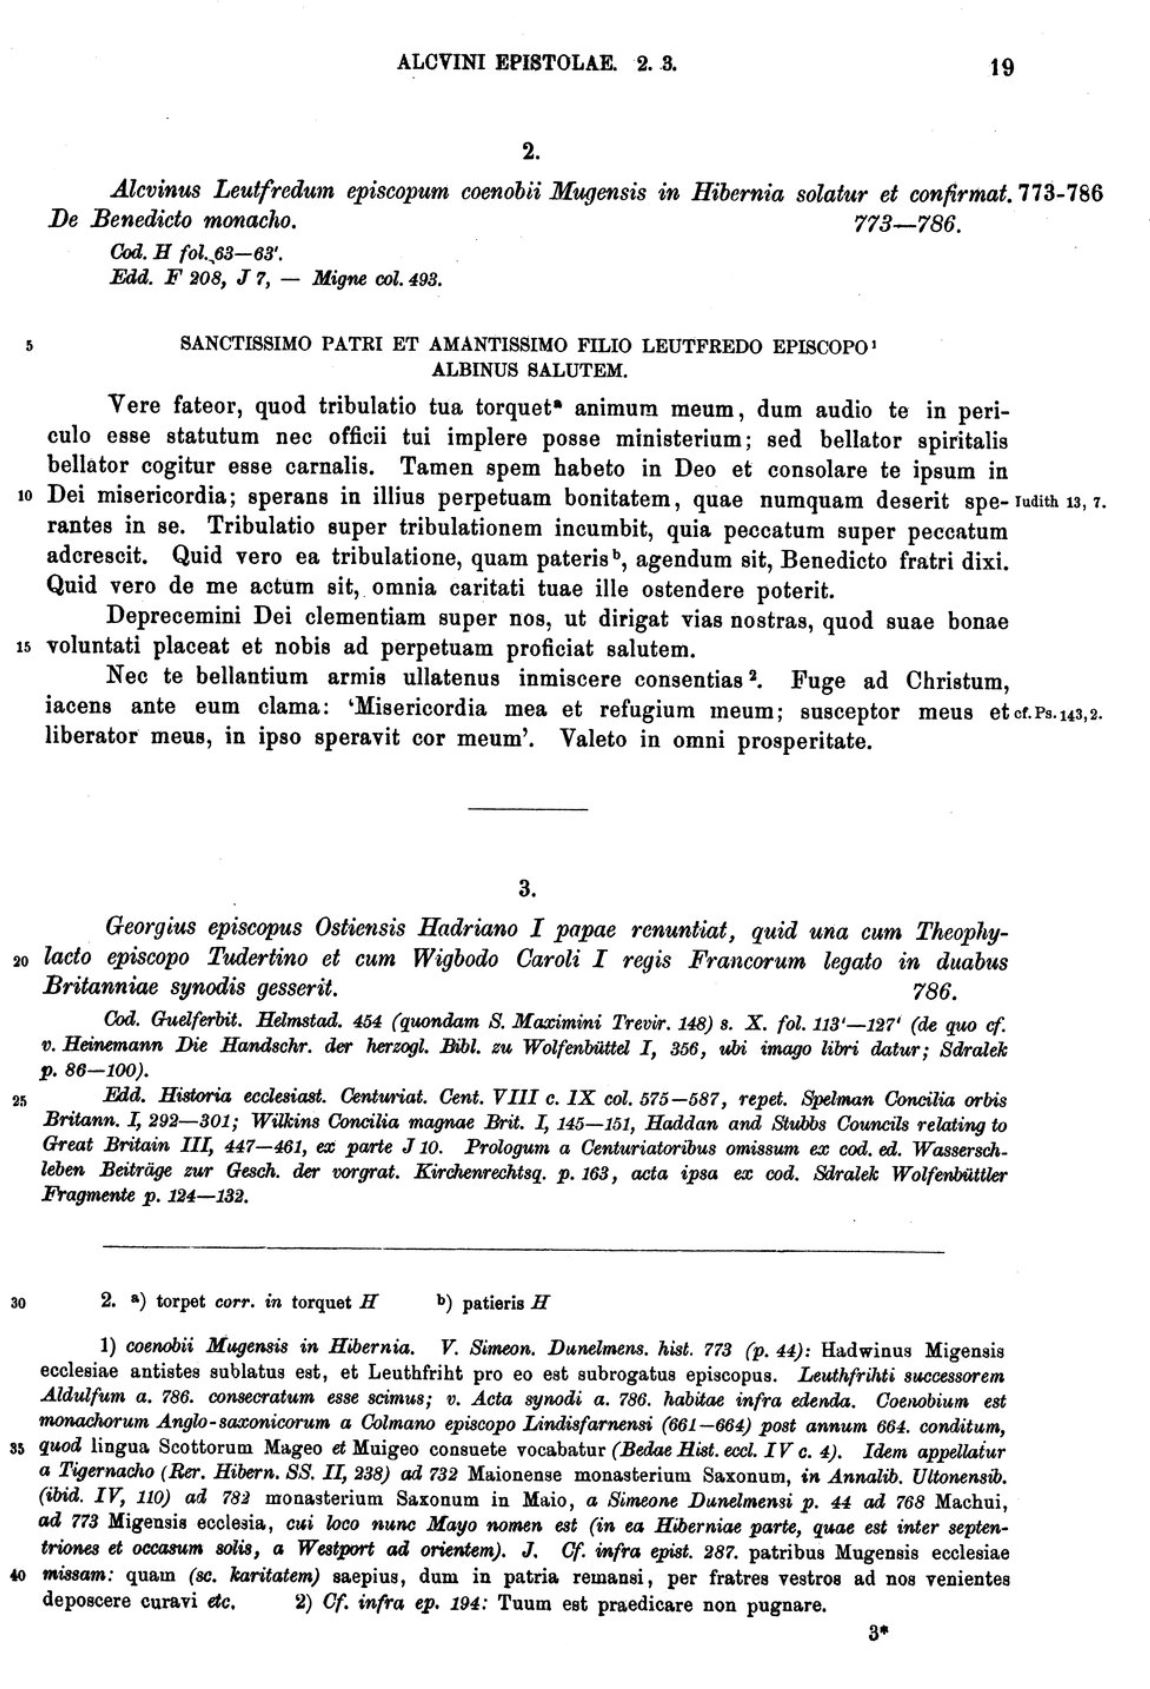 ALCVINI EPISTOLAE. 2. 3. 19
2.
Alcvinus Leutfredum episcopum coenobii Mugensis in Hibernia solatur et confirmat. 773-786
De Benedicto monacho. 773—786.
Cod. H fol. 63—63'.
Edd. F 208, J 7, — Migne col. 493.
5 SANCTISSIMO PATRI ET AMANTISSIMO FILIO LEUTFREDO EPISCOPO¹
ALBINUS SALUTEM.
Vere fateor, quod tribulatio tua torquetᵃ animum meum, dum audio te in peri-
culo esse statutum nec officii tui implere posse ministerium; sed bellator spiritalis
bellator cogitur esse carnalis. Tamen spem habeto in Deo et consolare te ipsum in
10 Dei misericordia; sperans in illius perpetuam bonitatem, quae numquam deserit spe- Iudith 13, 7.
rantes in se. Tribulatio super tribulationem incumbit, quia peccatum super peccatum
adcrescit. Quid vero ea tribulatione, quam paterisᵇ, agendum sit, Benedicto fratri dixi.
Quid vero de me actum sit, omnia caritati tuae ille ostendere poterit.
Deprecemini Dei clementiam super nos, ut dirigat vias nostras, quod suae bonae
15 voluntati placeat et nobis ad perpetuam proficiat salutem.
Nec te bellantium armis ullatenus inmiscere consentias². Fuge ad Christum,
iacens ante eum clama: ‘Misericordia mea et refugium meum; susceptor meus et cf. Ps. 143, 2.
liberator meus, in ipso speravit cor meum’. Valeto in omni prosperitate.
3.
Georgius episcopus Ostiensis Hadriano I papae renuntiat, quid una cum Theophy-
20 lacto episcopo Tudertino et cum Wigbodo Caroli I regis Francorum legato in duabus
Britanniae synodis gesserit. 786.
Cod. Guelferbit. Helmstad. 454 (quondam S. Maximini Trevir. 148) s. X. fol. 113'—127' (de quo cf.
v. Heinemann Die Handschr. der herzogl. Bibl. zu Wolfenbüttel I, 356, ubi imago libri datur; Sdralek
p. 86—100).
25 Edd. Historia ecclesiast. Centuriat. Cent. VIII c. IX col. 575—587, repet. Spelman Concilia orbis
Britann. I, 292—301; Wilkins Concilia magnae Brit. I, 145—151, Haddan and Stubbs Councils relating to
Great Britain III, 447—461, ex parte J 10. Prologum a Centuriatoribus omissum ex cod. ed. Wassersch-
leben Beiträge zur Gesch. der vorgrat. Kirchenrechtsq. p. 163, acta ipsa ex cod. Sdralek Wolfenbüttler
Fragmente p. 124—132.
30 2. ᵃ) torpet corr. in torquet H ᵇ) patieris H
1) coenobii Mugensis in Hibernia. V. Simeon. Dunelmens. hist. 773 (p. 44): Hadwinus Migensis
ecclesiae antistes sublatus est, et Leuthfriht pro eo est subrogatus episcopus. Leuthfrihti successorem
Aldulfum a. 786. consecratum esse scimus; v. Acta synodi a. 786. habitae infra edenda. Coenobium est
monachorum Anglo-saxonicorum a Colmano episcopo Lindisfarnensi (661—664) post annum 664. conditum,
35 quod lingua Scottorum Mageo et Muigeo consuete vocabatur (Bedae Hist. eccl. IV c. 4). Idem appellatur
a Tigernacho (Rer. Hibern. SS. II, 238) ad 732 Maionense monasterium Saxonum, in Annalib. Ultonensib.
(ibid. IV, 110) ad 782 monasterium Saxonum in Maio, a Simeone Dunelmensi p. 44 ad 768 Machui,
ad 773 Migensis ecclesia, cui loco nunc Mayo nomen est (in ea Hiberniae parte, quae est inter septen-
triones et occasum solis, a Westport ad orientem). J. Cf. infra epist. 287. patribus Mugensis ecclesiae
40 missam: quam (sc. karitatem) saepius, dum in patria remansi, per fratres vestros ad nos venientes
deposcere curavi etc. 2) Cf. infra ep. 194: Tuum est praedicare non pugnare.
3*